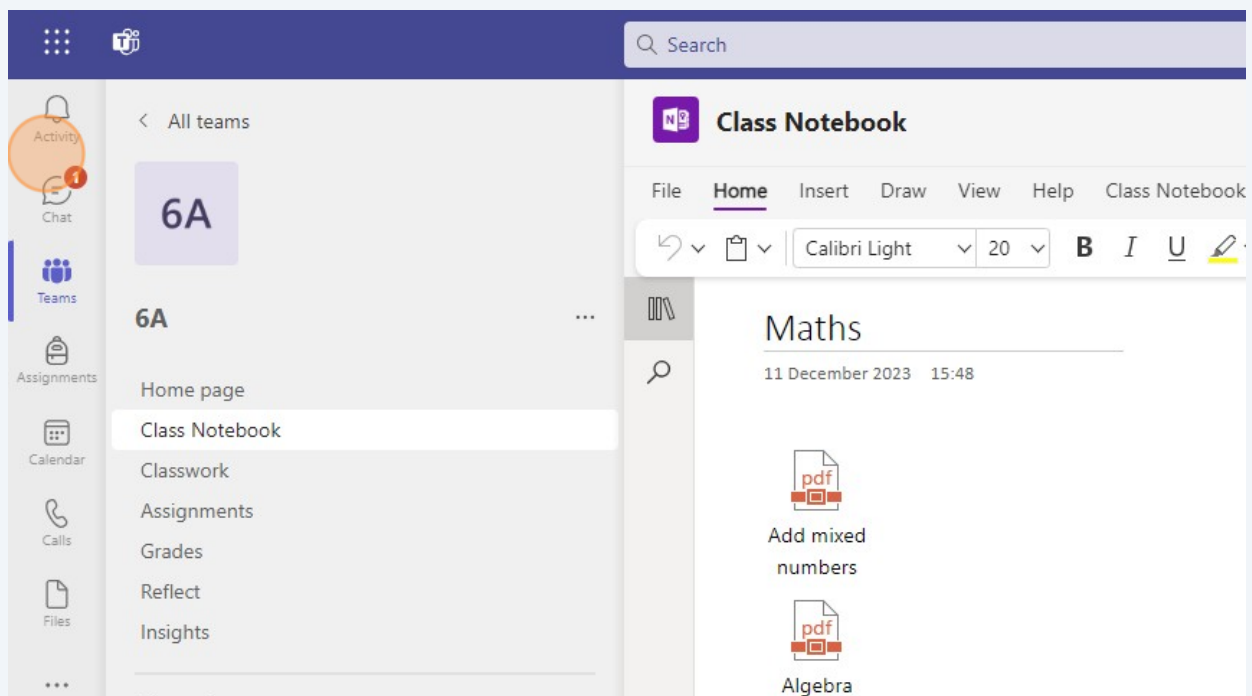 Search
Activity
1
Chat
Teams
Assignments
Calendar
Calls
Files
...
All teams
6A
6A
...
Home page
Class Notebook
Classwork
Assignments
Grades
Reflect
Insights
Class Notebook
File Home Insert Draw View Help Class Notebook
Calibri Light 20 B I U
Maths
11 December 2023 15:48
pdf
Add mixed
numbers
pdf
Algebra